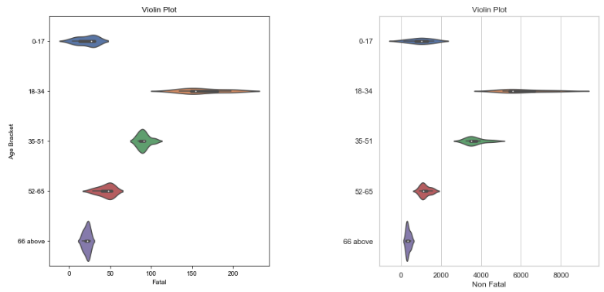 Violin Plot
Age Bracket
0-17
18-34
35-51
52-65
66 above
0 50 100 150 200
Fatal
Violin Plot
0-17
18-34
35-51
52-65
66 above
0 2000 4000 6000 8000
Non Fatal